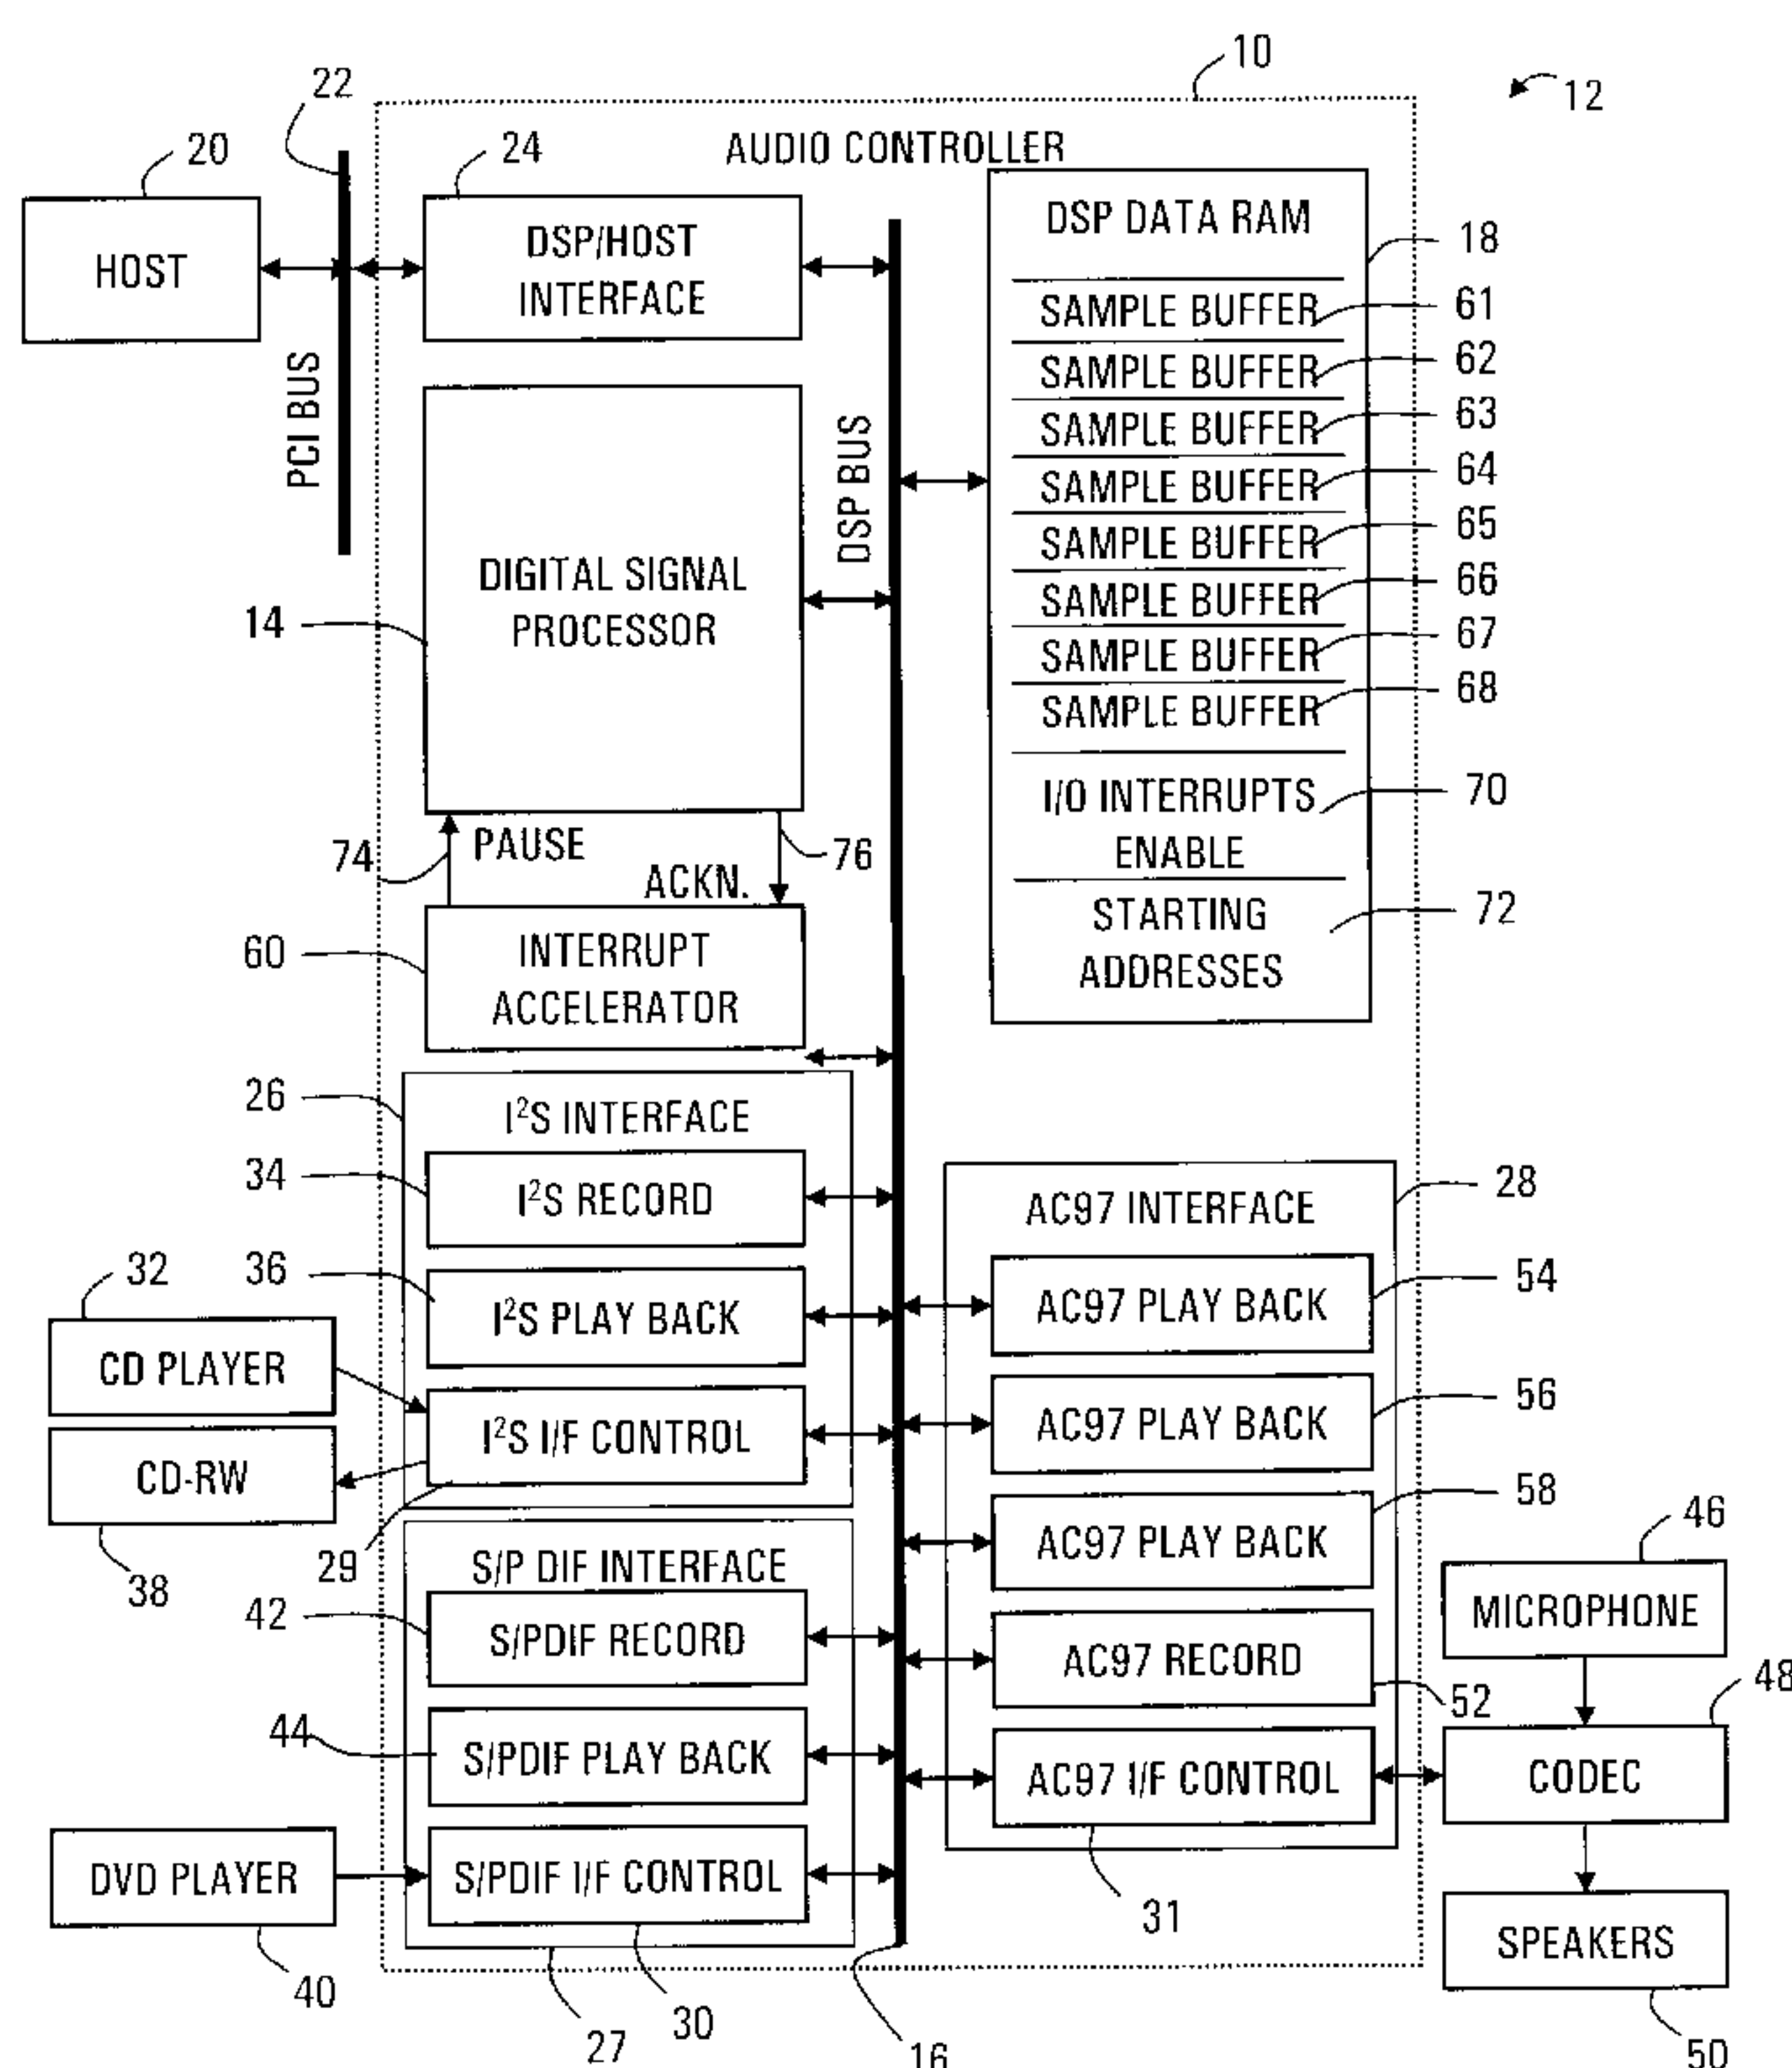 10
12
22
20
24
AUDIO CONTROLLER
HOST
PCI BUS
DSP/HOST
INTERFACE
DSP DATA RAM
18
SAMPLE BUFFER
61
SAMPLE BUFFER
62
SAMPLE BUFFER
63
SAMPLE BUFFER
64
SAMPLE BUFFER
65
SAMPLE BUFFER
66
SAMPLE BUFFER
67
SAMPLE BUFFER
68
I/O INTERRUPTS
ENABLE
70
STARTING
ADDRESSES
72
DSP BUS
DIGITAL SIGNAL
PROCESSOR
14
74
PAUSE
76
ACKN.
60
INTERRUPT
ACCELERATOR
26
I²S INTERFACE
34
I²S RECORD
36
I²S PLAY BACK
32
CD PLAYER
I²S I/F CONTROL
CD-RW
38
29
S/P DIF INTERFACE
42
S/PDIF RECORD
44
S/PDIF PLAY BACK
DVD PLAYER
S/PDIF I/F CONTROL
40
30
27
16
28
AC97 INTERFACE
AC97 PLAY BACK
54
AC97 PLAY BACK
56
AC97 PLAY BACK
58
AC97 RECORD
52
AC97 I/F CONTROL
31
46
MICROPHONE
48
CODEC
SPEAKERS
50